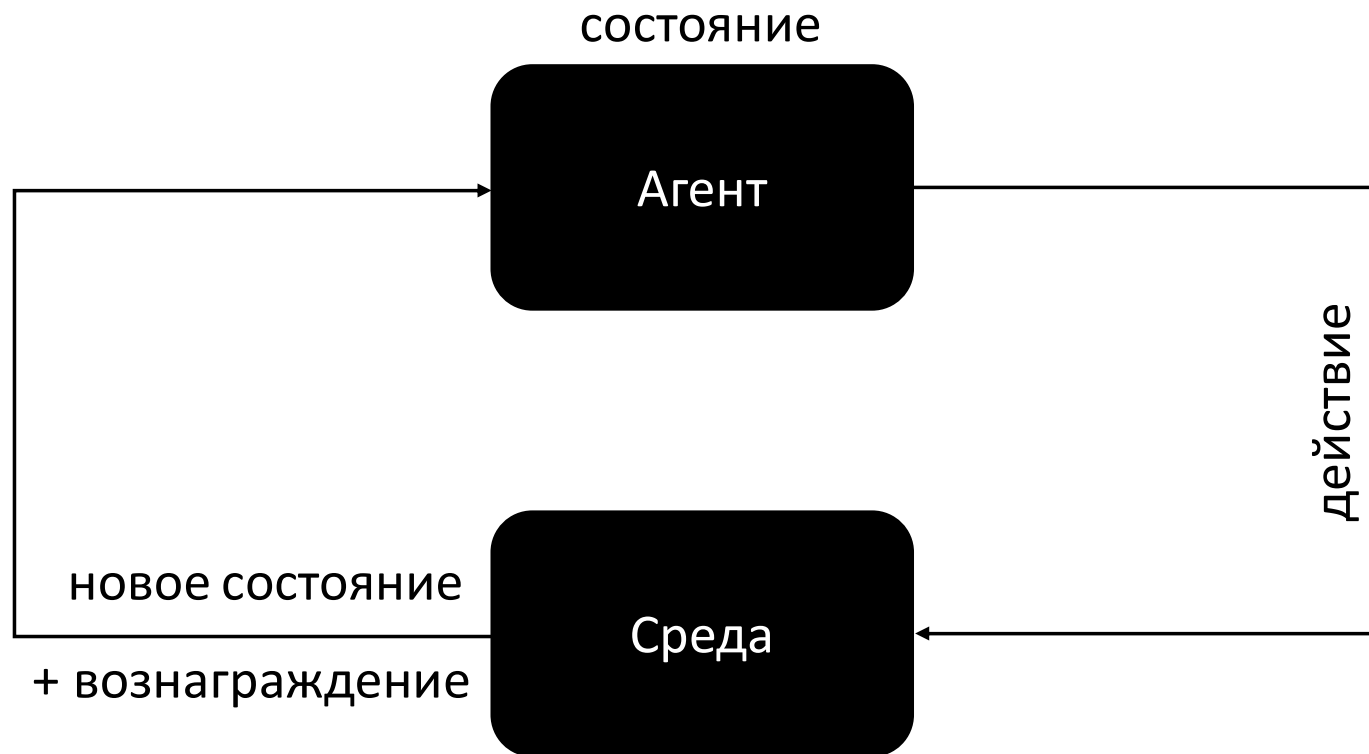 состояние
Агент
действие
новое состояние
Среда
+ вознаграждение